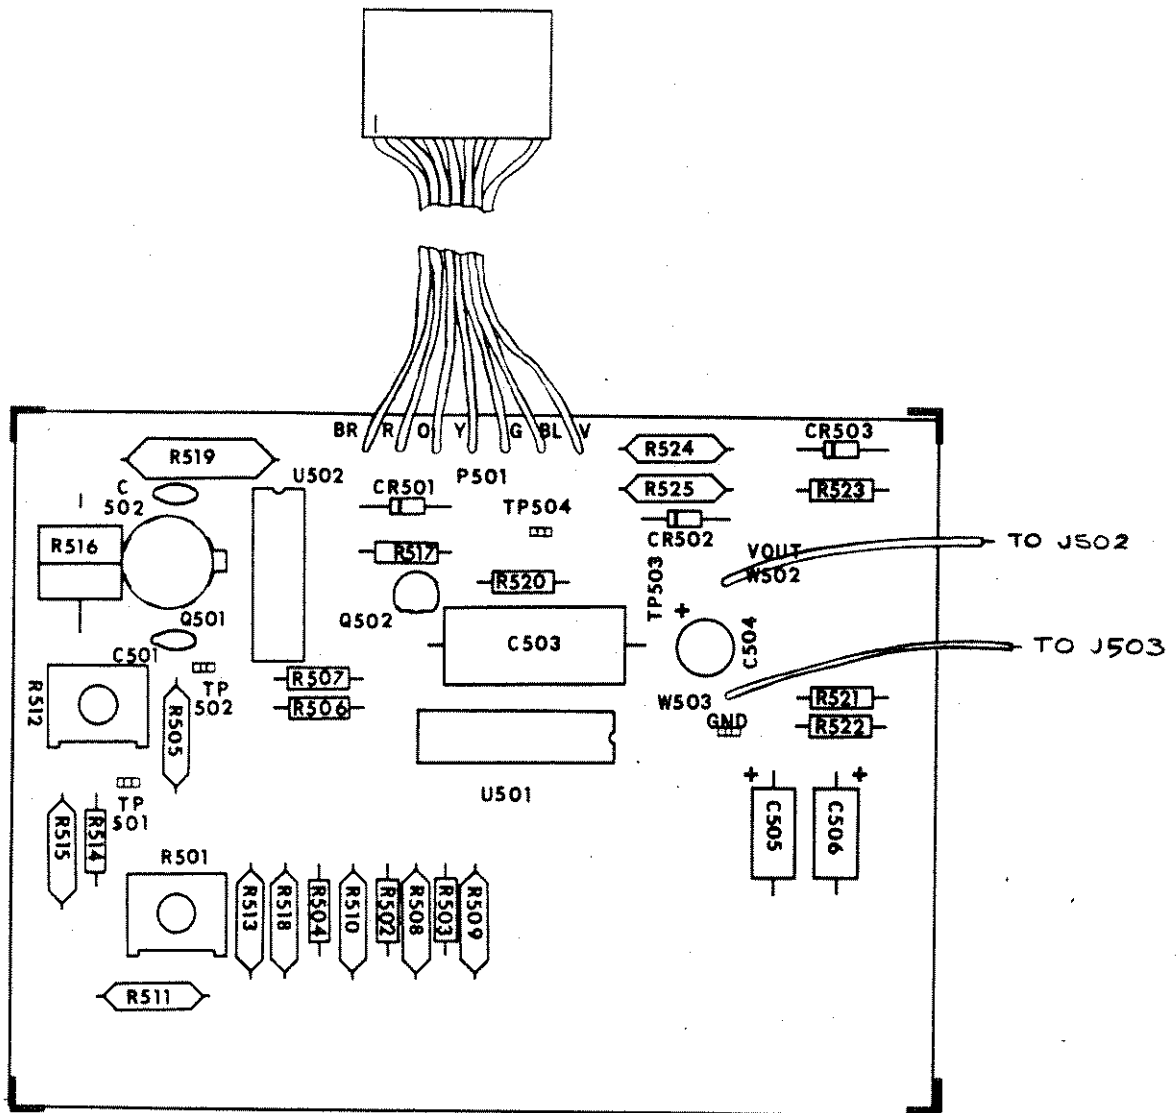 BR R O Y G BL V
P501
R519
U502
C
502
CR501
TP504
R524
CR503
R525
R523
CR502
R516
R517
R520
TP503
VOUT
W502
TO J502
Q501
Q502
+
C503
C504
TO J503
C501
TP
502
R507
R506
W503
GND
R521
R522
R512
R505
U501
+
+
C505
C506
TP
501
R515
R514
R501
R513
R518
R504
R510
R502
R508
R503
R509
R511